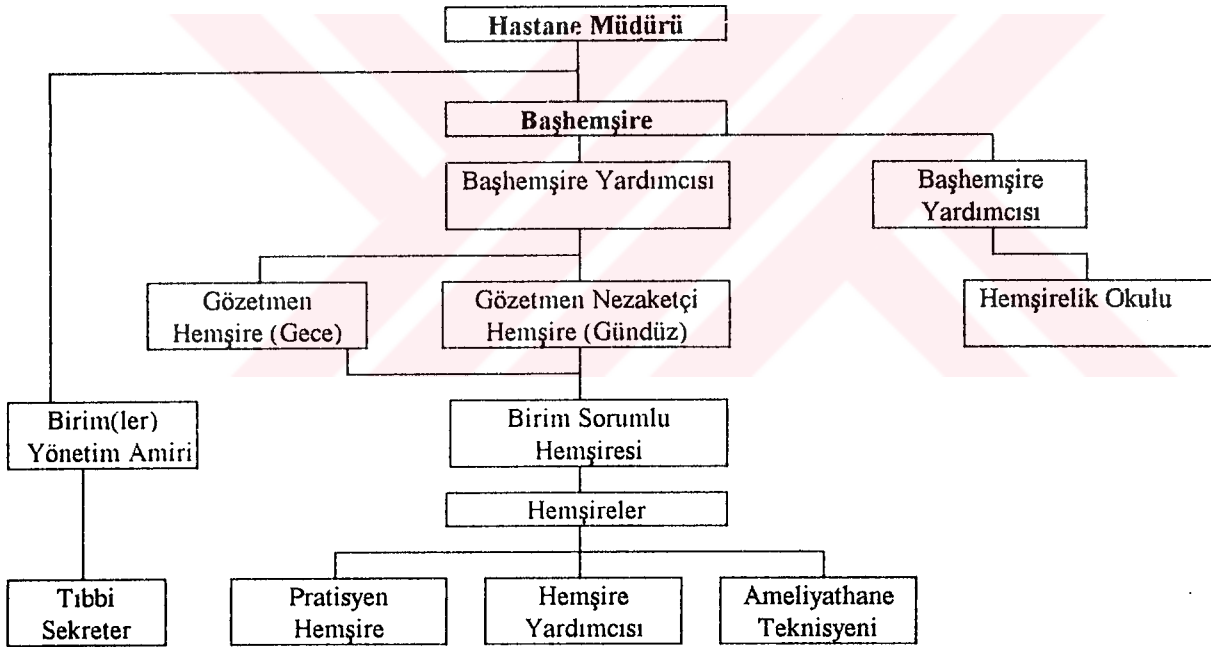 Hastane Müdürü
Başhemşire
Başhemşire Yardımcısı
Başhemşire
Yardımcısı
Gözetmen
Hemşire (Gece)
Gözetmen Nezaketçi
Hemşire (Gündüz)
Hemşirelik Okulu
Birim(ler)
Yönetim Amiri
Birim Sorumlu
Hemşiresi
Hemşireler
Tıbbi
Sekreter
Pratisyen
Hemşire
Hemşire
Yardımcısı
Ameliyathane
Teknisyeni